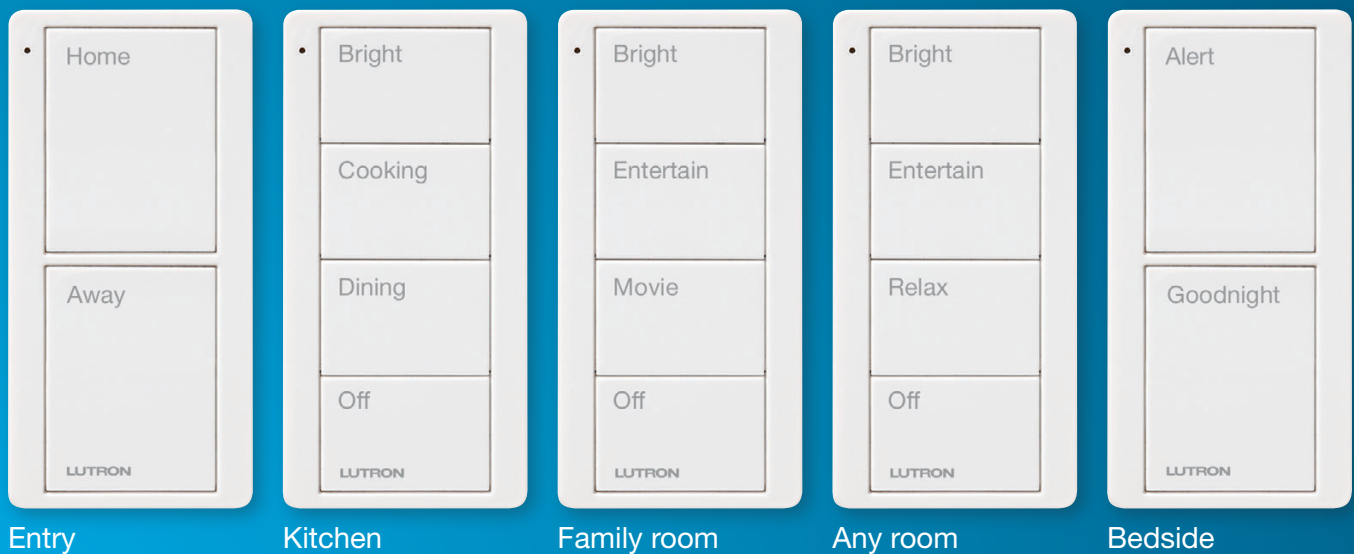 Home
Away
LUTRON
Entry
Bright
Cooking
Dining
Off
LUTRON
Kitchen
Bright
Entertain
Movie
Off
LUTRON
Family room
Bright
Entertain
Relax
Off
LUTRON
Any room
Alert
Goodnight
LUTRON
Bedside